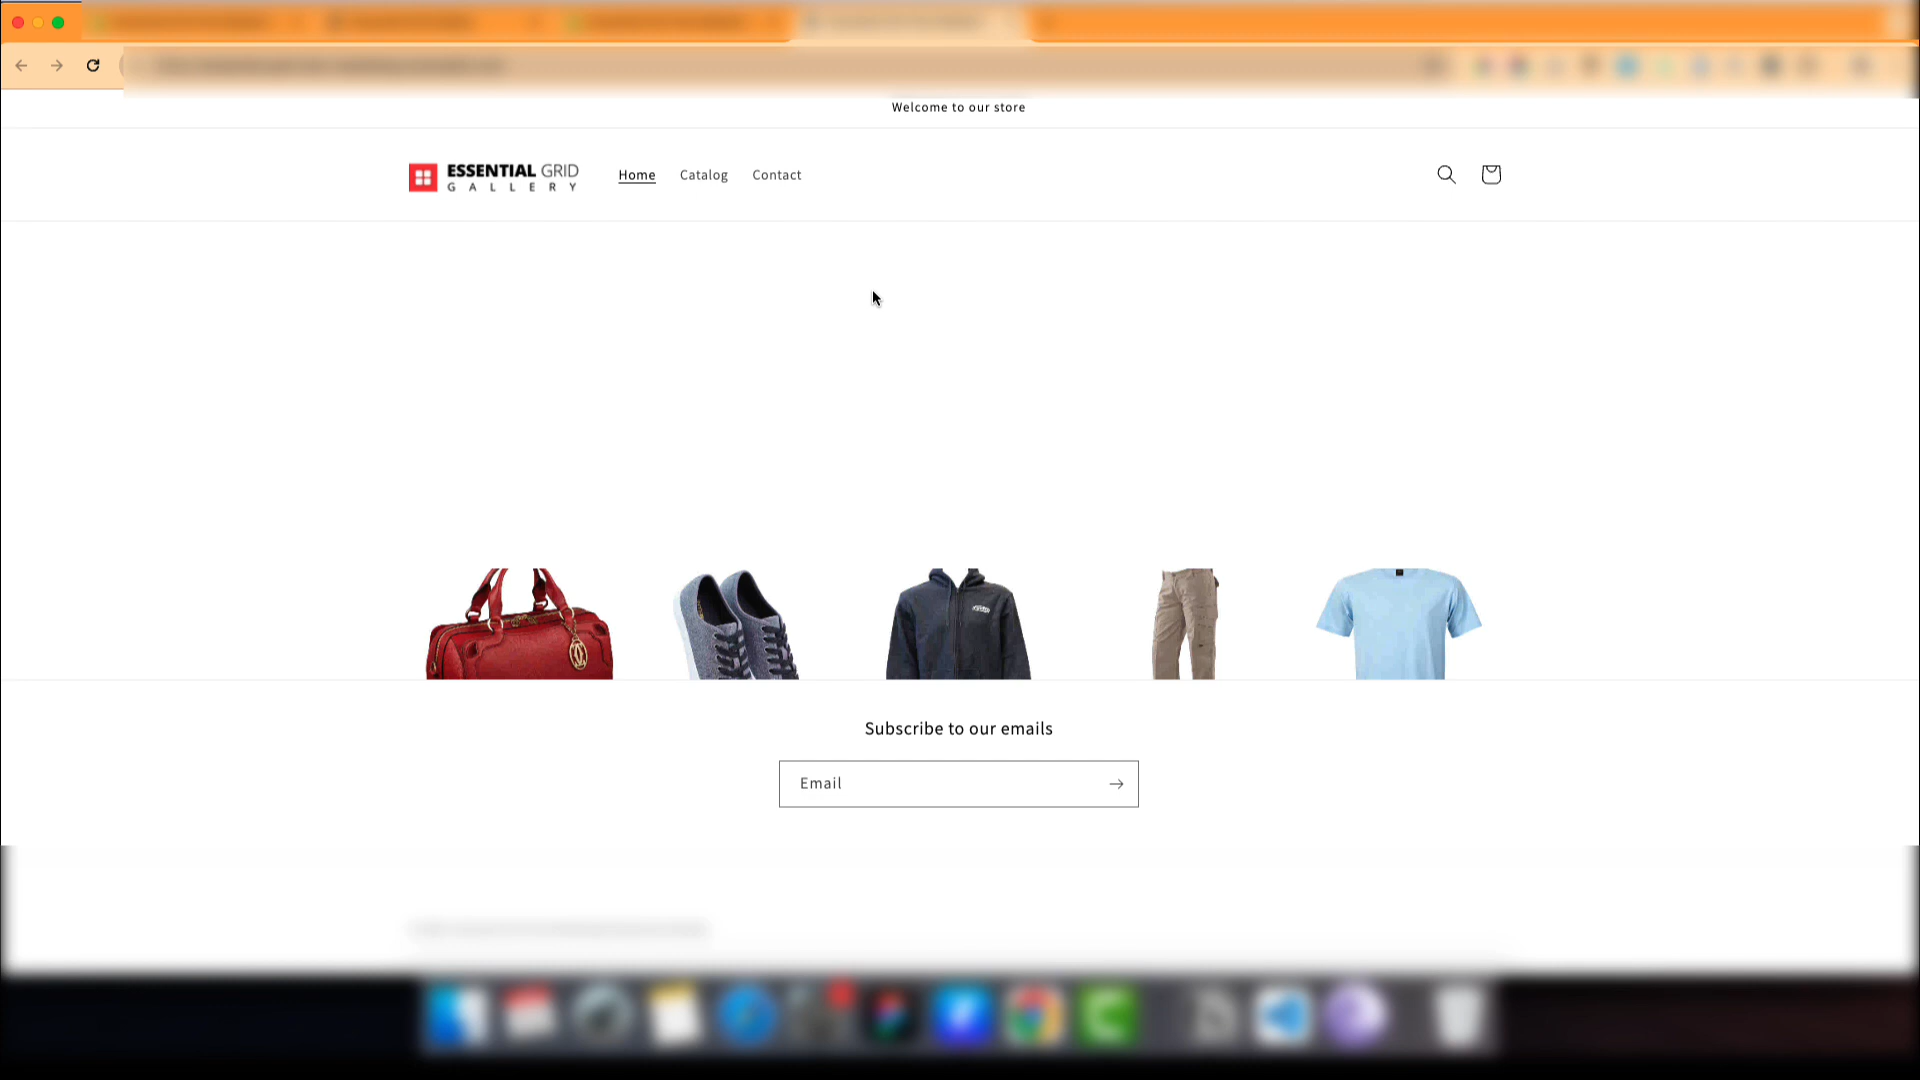 Welcome to our store
ESSENTIAL GRID
GALLERY
Home
Catalog
Contact
Subscribe to our emails
Email